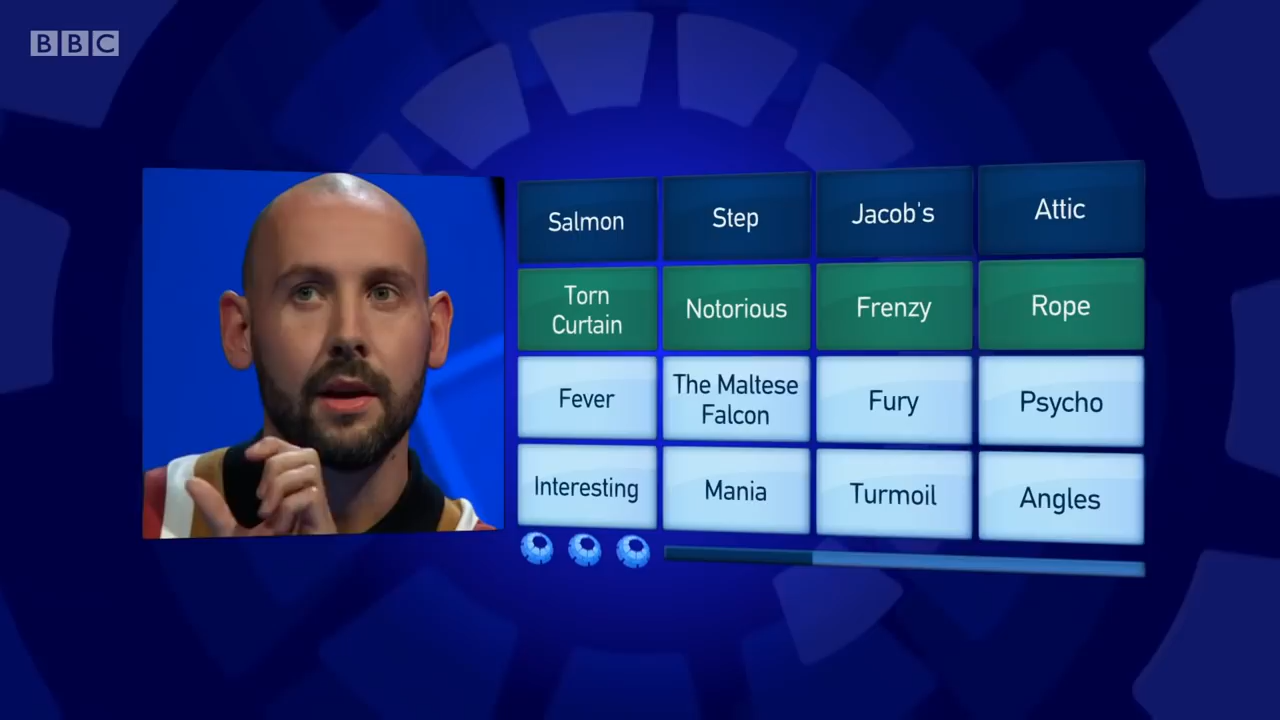 BBC
Salmon
Step
Jacob's
Attic
Torn
Curtain
Notorious
Frenzy
Rope
Fever
The Maltese
Falcon
Fury
Psycho
Interesting
Mania
Turmoil
Angles